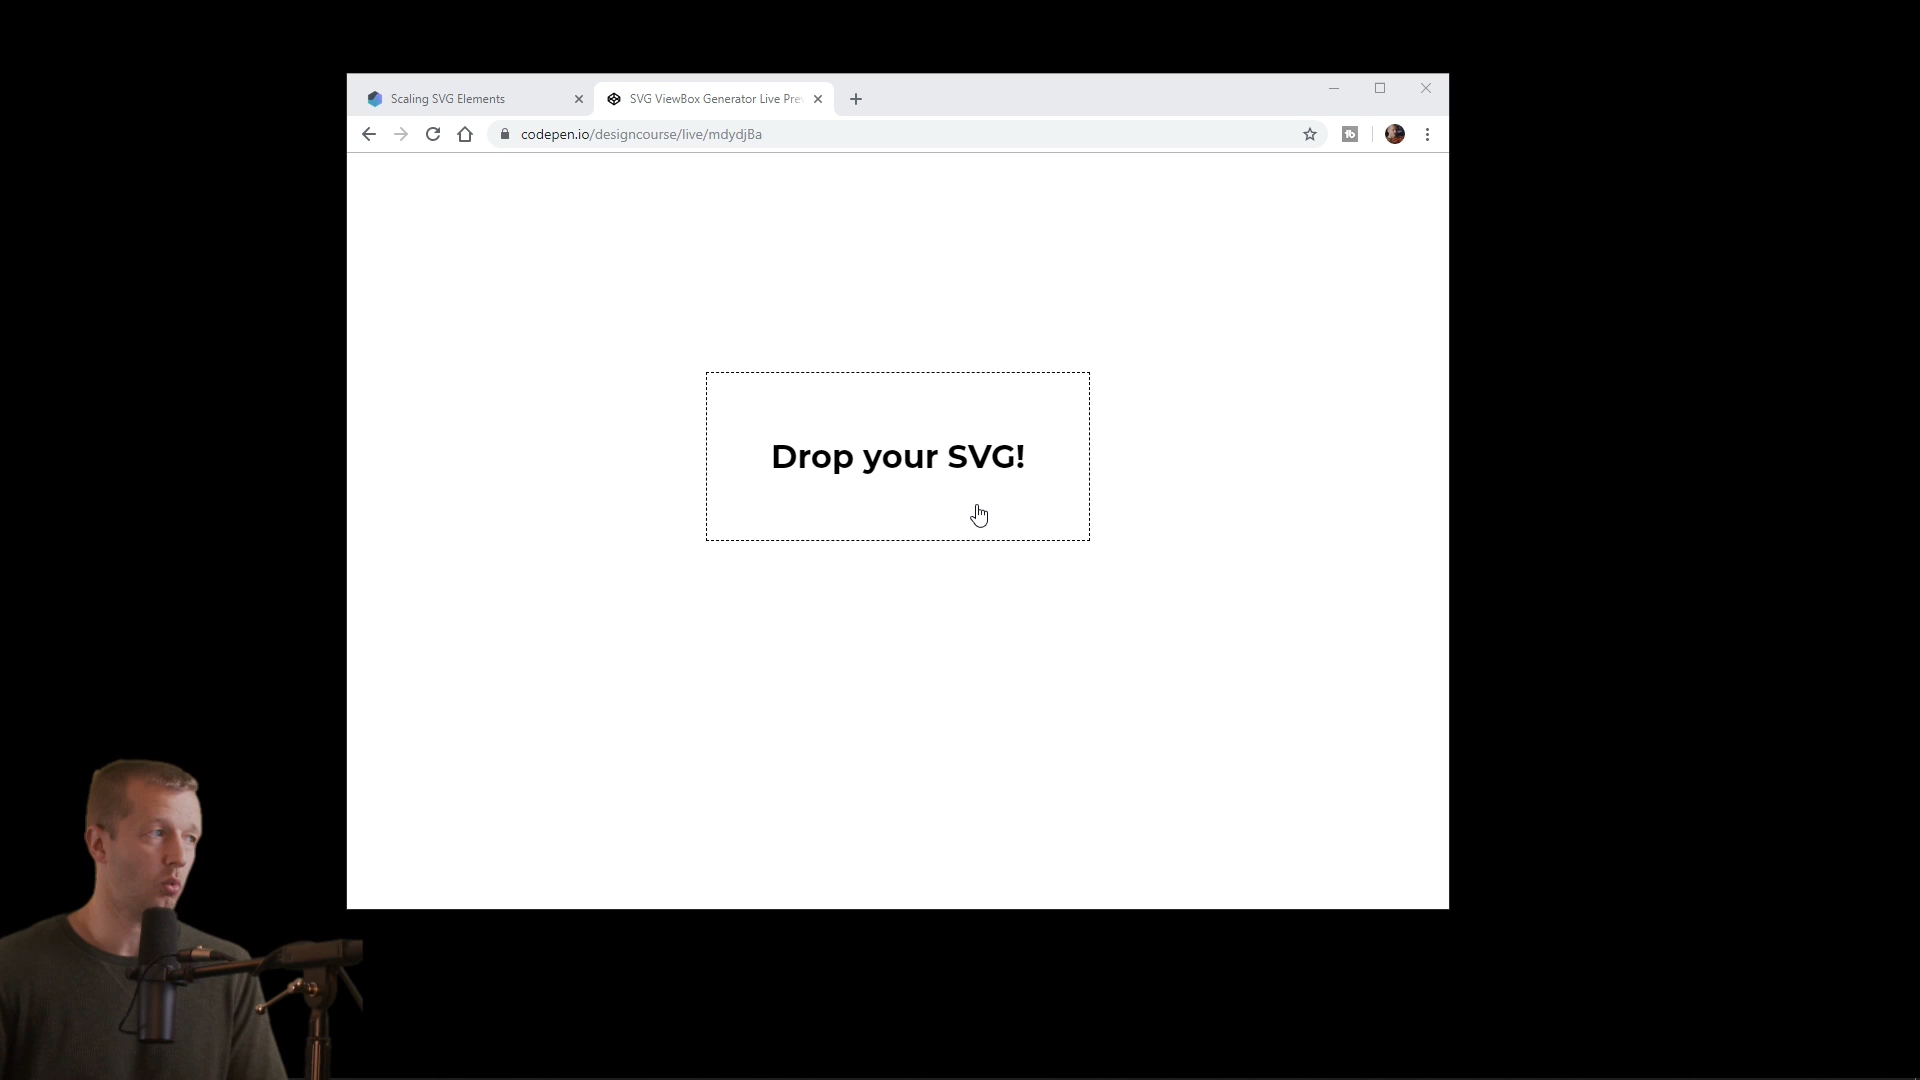 Scaling SVG Elements
SVG ViewBox Generator Live Pre
codepen.io/designcourse/live/mdydjBa
Drop your SVG!